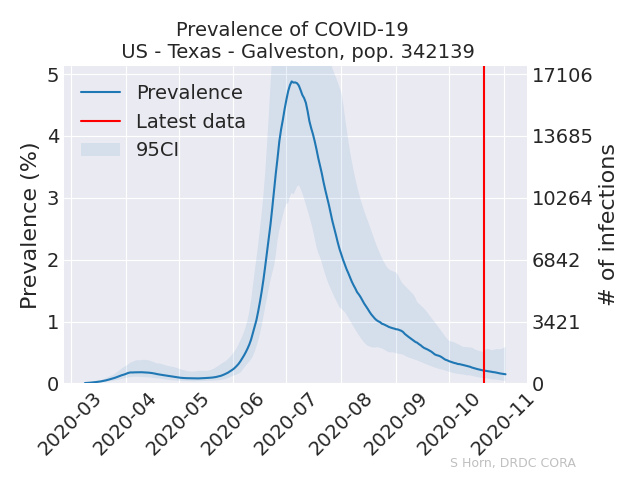 Prevalence of COVID-19
US - Texas - Galveston, pop. 342139
Prevalence
Latest data
95CI
Prevalence (%)
5
4
3
2
1
0
17106
13685
10264
6842
3421
0
# of infections
2020-03
2020-04
2020-05
2020-06
2020-07
2020-08
2020-09
2020-10
2020-11
S Horn, DRDC CORA